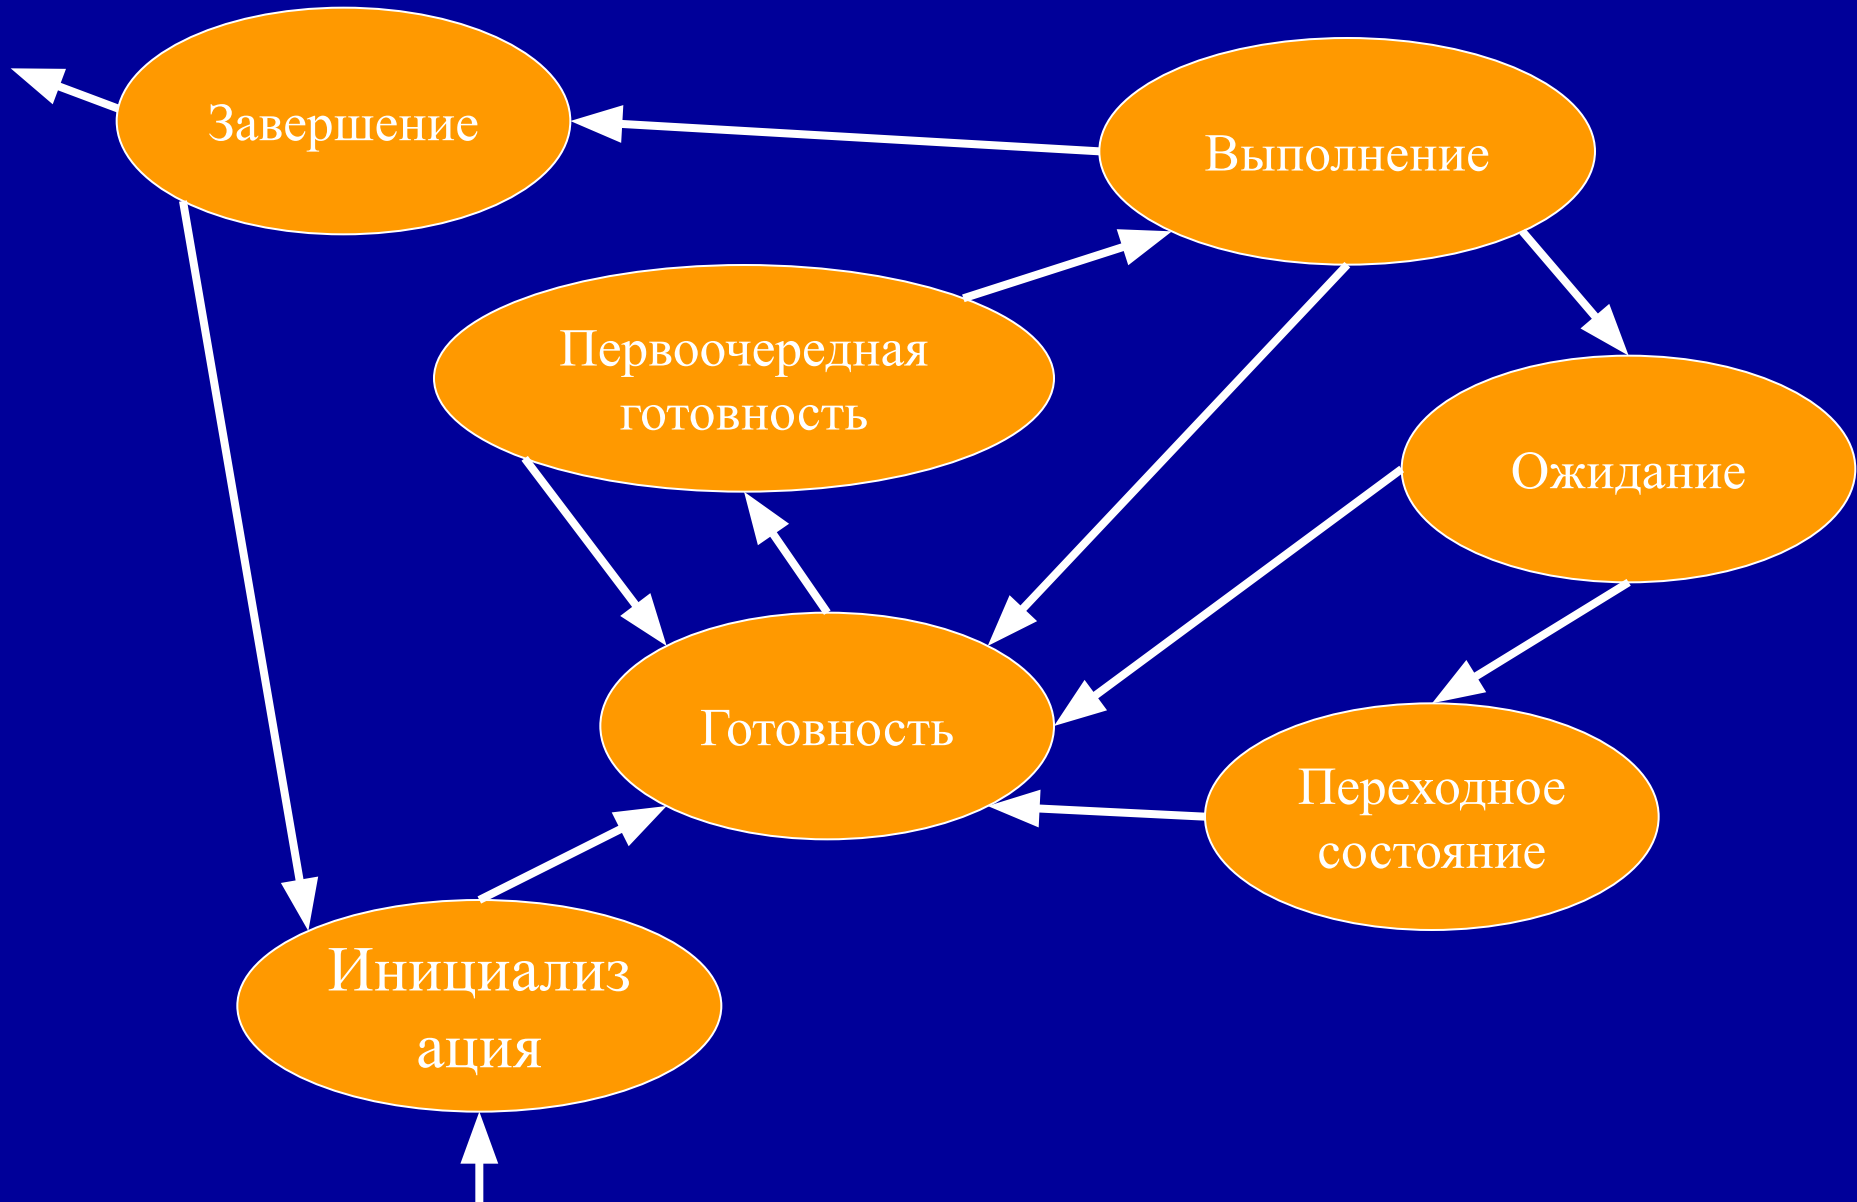 Завершение
Выполнение
Первоочередная
готовность
Ожидание
Готовность
Переходное
состояние
Инициализ
ация